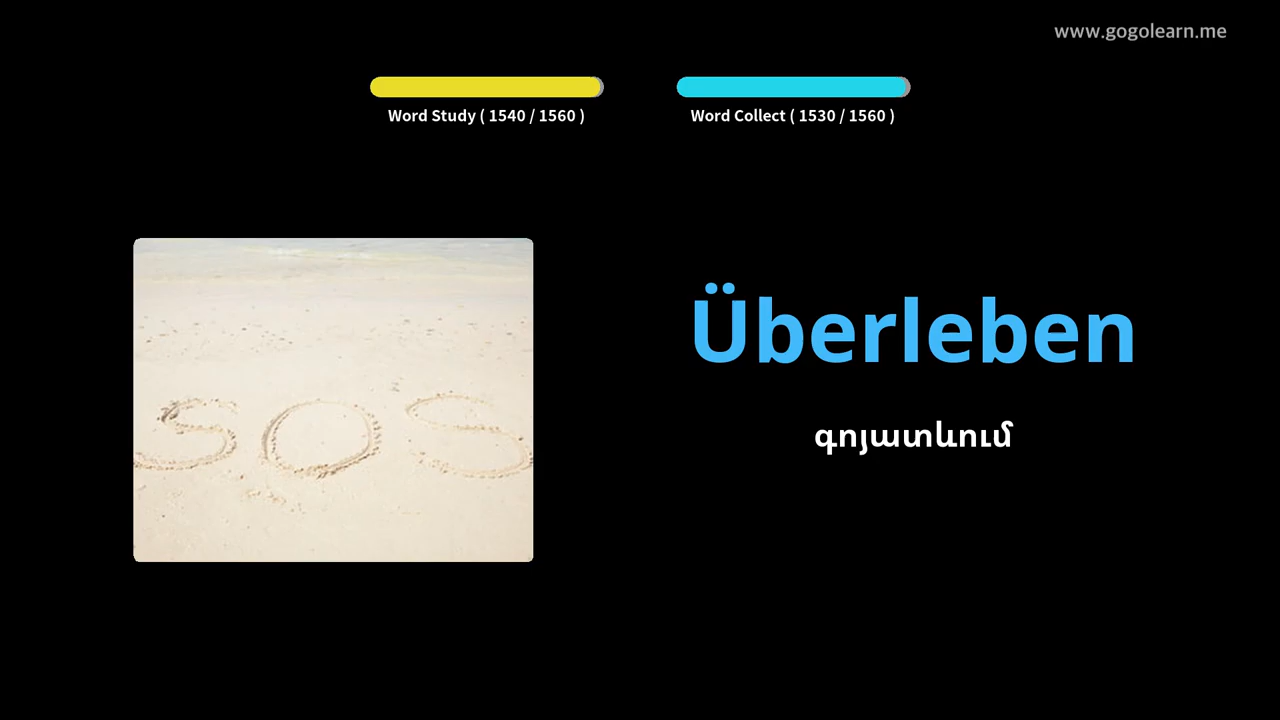 www.gogolearn.me
Word Study ( 1540 / 1560 )
Word Collect ( 1530 / 1560 )
SOS
Überleben
գոյատևում